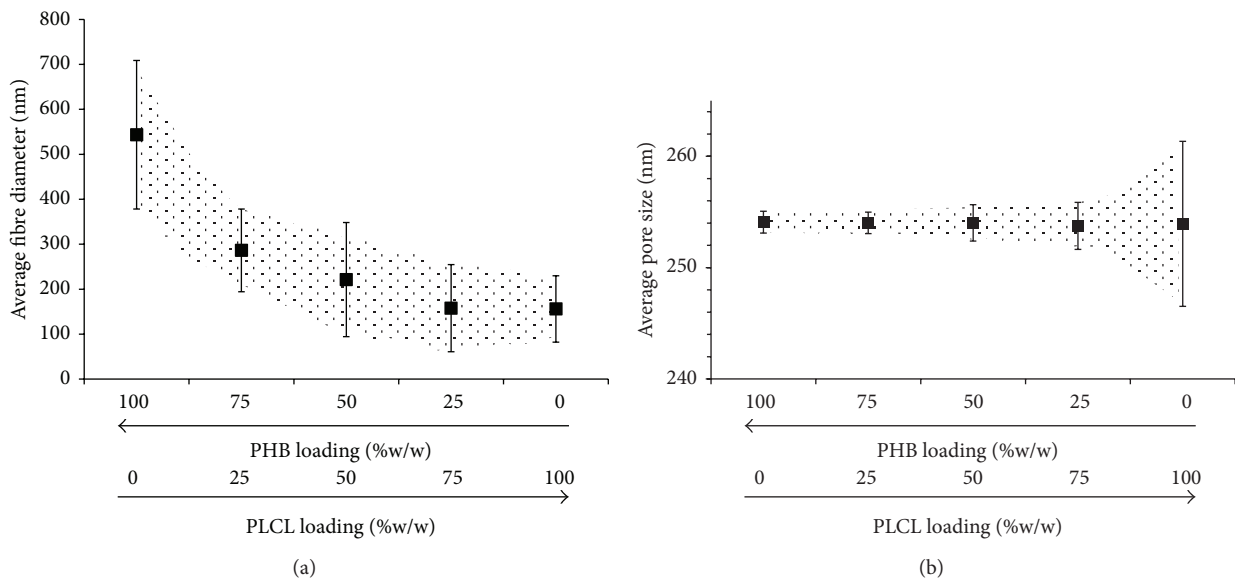 800
700
600
500
400
300
200
100
0
Average fibre diameter (nm)
100 75 50 25 0
PHB loading (%w/w)
0 25 50 75 100
PLCL loading (%w/w)
(a)
260
250
240
Average pore size (nm)
100 75 50 25 0
PHB loading (%w/w)
0 25 50 75 100
PLCL loading (%w/w)
(b)